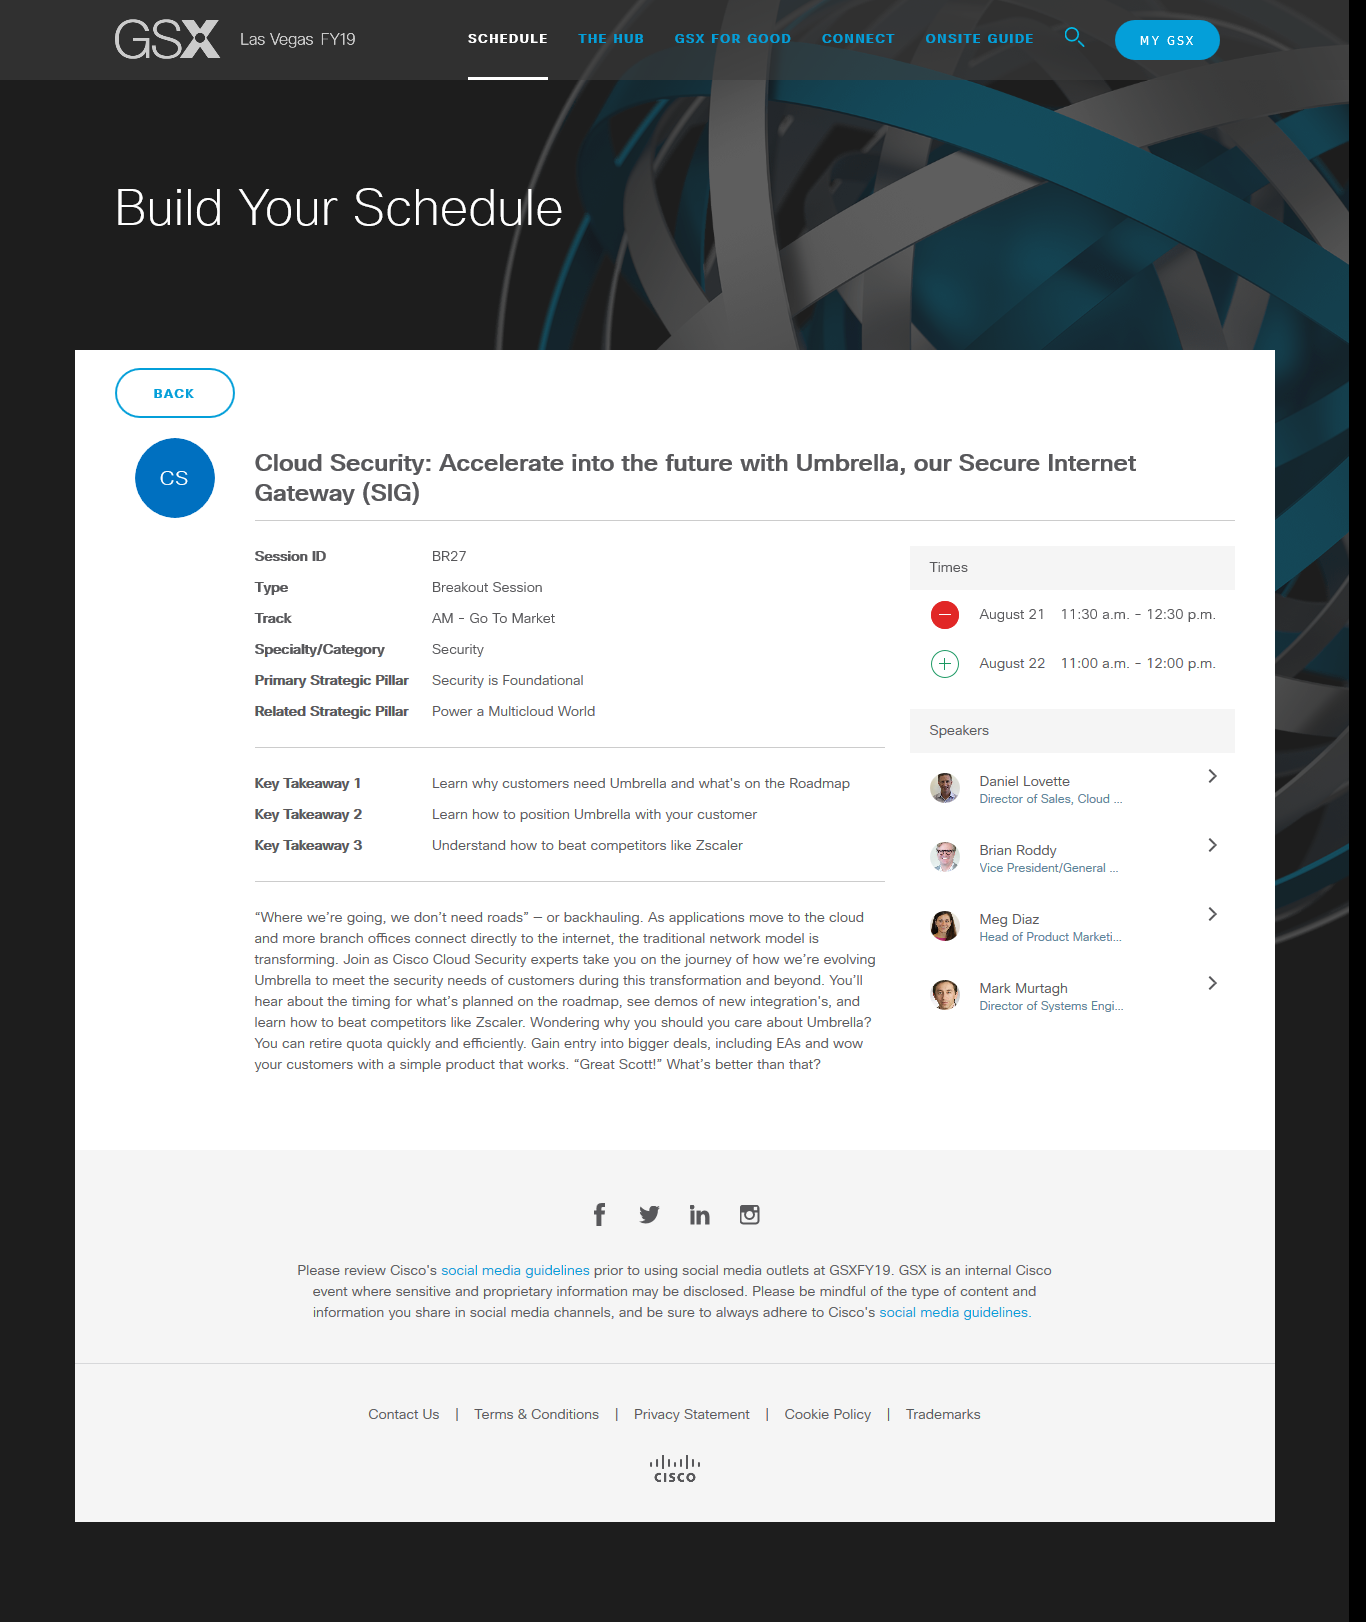 GSX Las Vegas FY19
SCHEDULE THE HUB GSX FOR GOOD CONNECT ONSITE GUIDE MY GSX
Build Your Schedule
BACK
CS
Cloud Security: Accelerate into the future with Umbrella, our Secure Internet
Gateway (SIG)
Session ID BR27
Type Breakout Session
Track AM - Go To Market
Specialty/Category Security
Primary Strategic Pillar Security is Foundational
Related Strategic Pillar Power a Multicloud World
Key Takeaway 1 Learn why customers need Umbrella and what's on the Roadmap
Key Takeaway 2 Learn how to position Umbrella with your customer
Key Takeaway 3 Understand how to beat competitors like Zscaler
“Where we’re going, we don’t need roads” – or backhauling. As applications move to the cloud
and more branch offices connect directly to the internet, the traditional network model is
transforming. Join as Cisco Cloud Security experts take you on the journey of how we’re evolving
Umbrella to meet the security needs of customers during this transformation and beyond. You’ll
hear about the timing for what’s planned on the roadmap, see demos of new integration's, and
learn how to beat competitors like Zscaler. Wondering why you should you care about Umbrella?
You can retire quota quickly and efficiently. Gain entry into bigger deals, including EAs and wow
your customers with a simple product that works. “Great Scott!” What’s better than that?
Times
August 21 11:30 a.m. - 12:30 p.m.
August 22 11:00 a.m. - 12:00 p.m.
Speakers
Daniel Lovette
Director of Sales, Cloud ...
Brian Roddy
Vice President/General ...
Meg Diaz
Head of Product Marketi...
Mark Murtagh
Director of Systems Engi...
Please review Cisco's social media guidelines prior to using social media outlets at GSXFY19. GSX is an internal Cisco
event where sensitive and proprietary information may be disclosed. Please be mindful of the type of content and
information you share in social media channels, and be sure to always adhere to Cisco's social media guidelines.
Contact Us | Terms & Conditions | Privacy Statement | Cookie Policy | Trademarks
CISCO